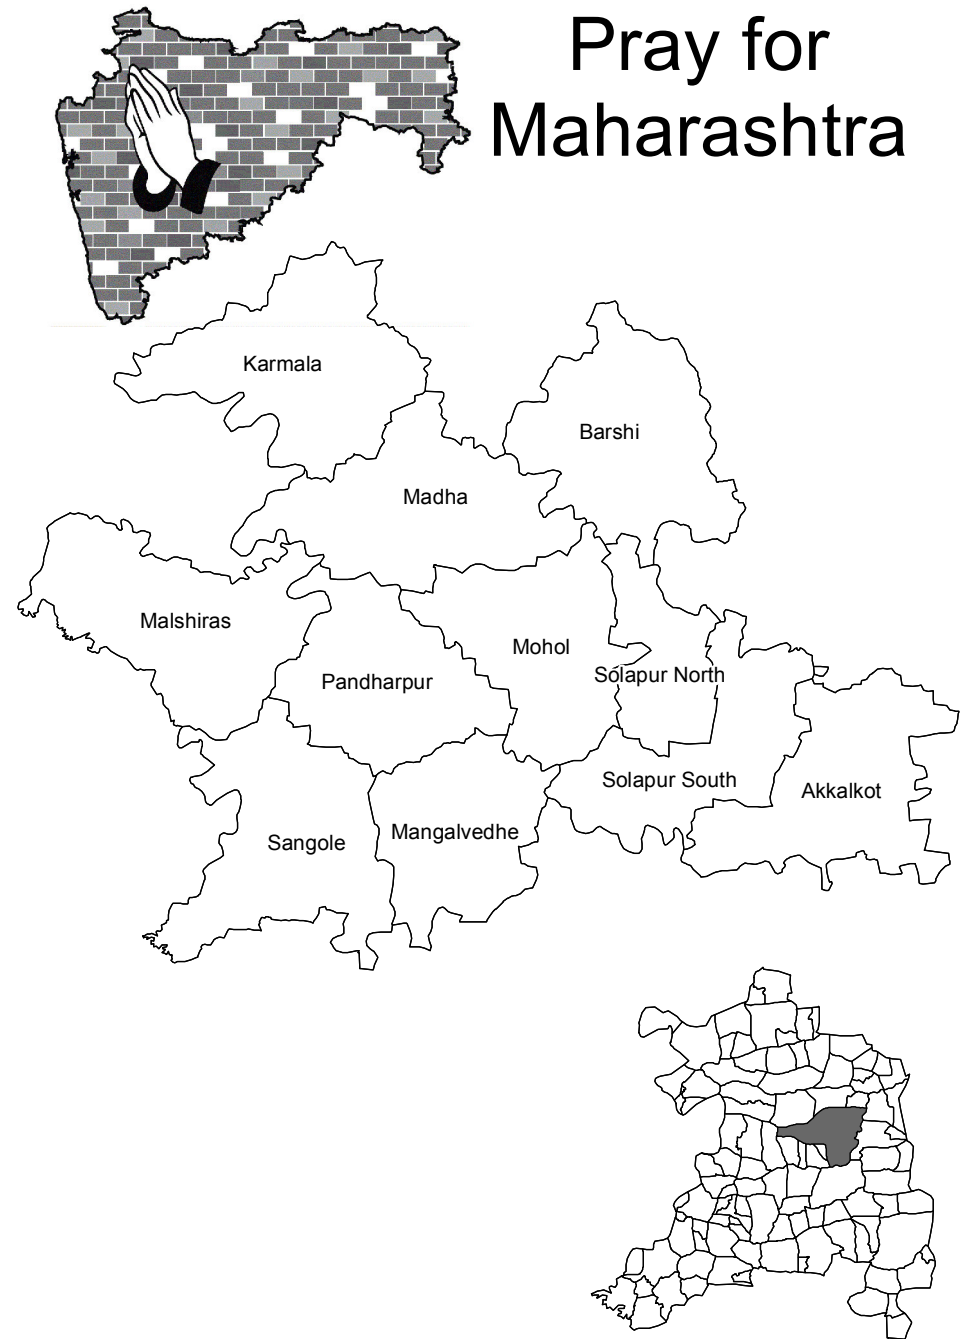 Pray for
Maharashtra
Karmala
Barshi
Madha
Malshiras
Mohol
Solapur North
Pandharpur
Solapur South
Akkalkot
Mangalvedhe
Sangole